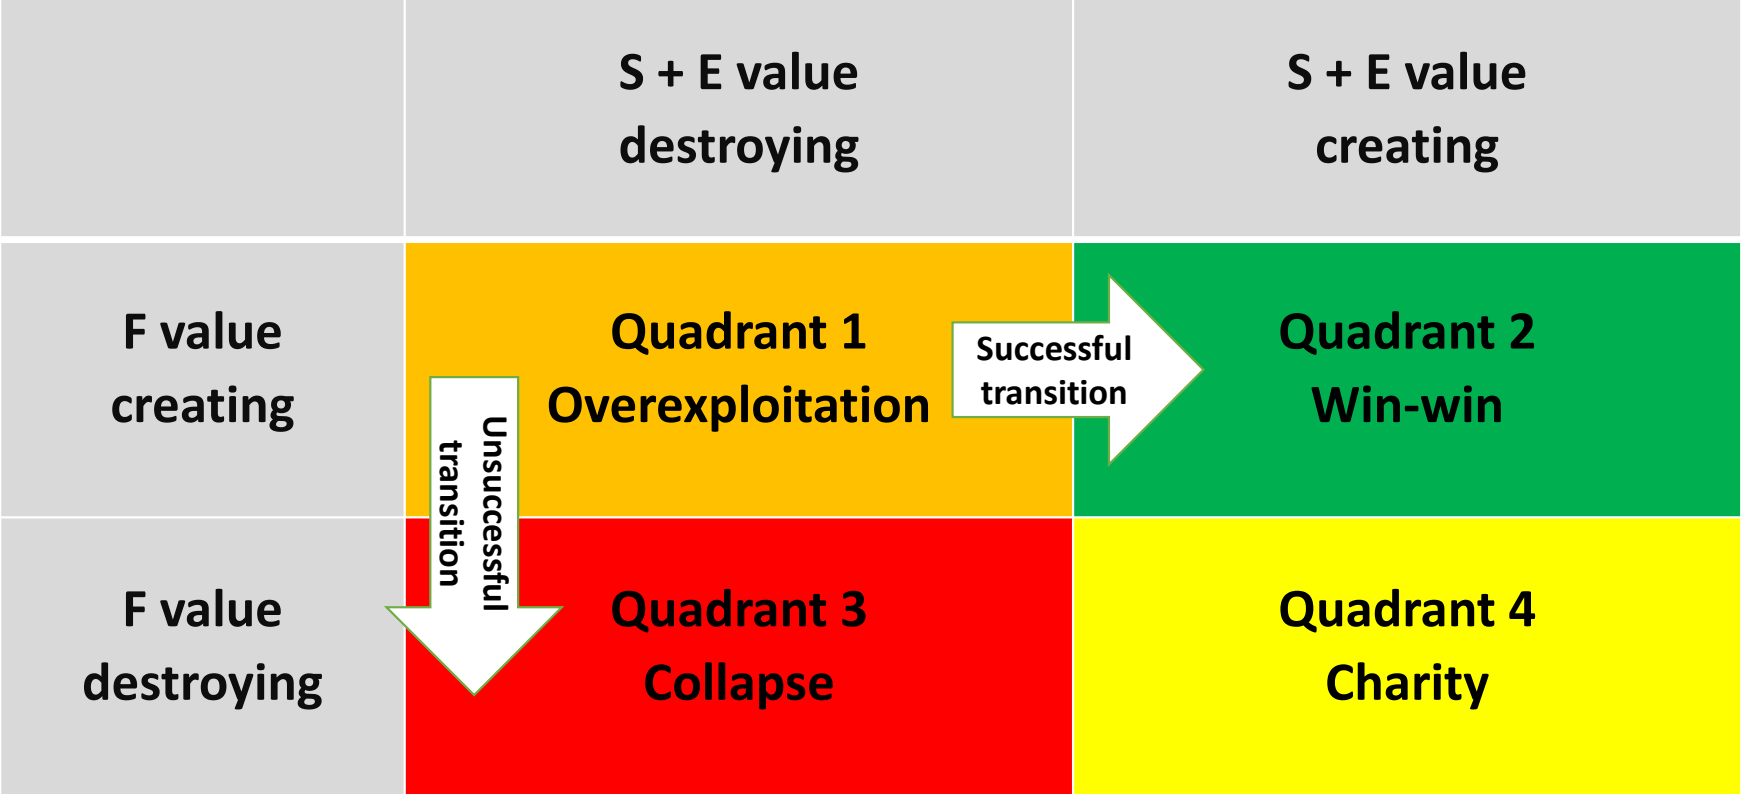 S + E value
destroying
S + E value
creating
F value
creating
Quadrant 1
Overexploitation
Successful
transition
Quadrant 2
Win-win
Unsuccessful
transition
F value
destroying
Quadrant 3
Collapse
Quadrant 4
Charity